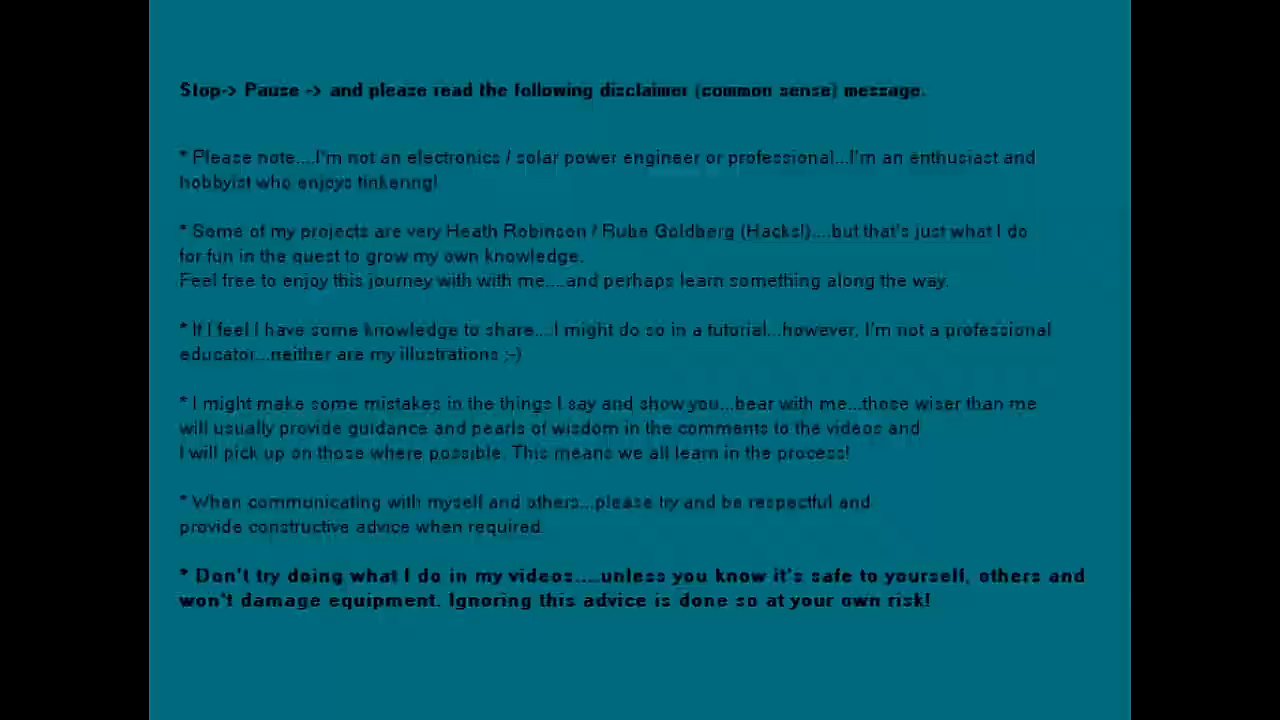 Stop-> Pause -> and please read the following disclaimer (common sense) message.
* Please note....I'm not an electronics / solar power engineer or professional...I'm an enthusiast and
hobbyist who enjoys tinkering!
* Some of my projects are very Heath Robinson / Rube Goldberg (Hacks!)....but that's just what I do
for fun in the quest to grow my own knowledge.
Feel free to enjoy this journey with with me....and perhaps learn something along the way.
* If I feel I have some knowledge to share....I might do so in a tutorial...however, I'm not a professional
educator...neither are my illustrations ;-)
* I might make some mistakes in the things I say and show you...bear with me...those wiser than me
will usually provide guidance and pearls of wisdom in the comments to the videos and
I will pick up on those where possible. This means we all learn in the process!
* When communicating with myself and others...please try and be respectful and
provide constructive advice when required.
* Don't try doing what I do in my videos....unless you know it's safe to yourself, others and
won't damage equipment. Ignoring this advice is done so at your own risk!